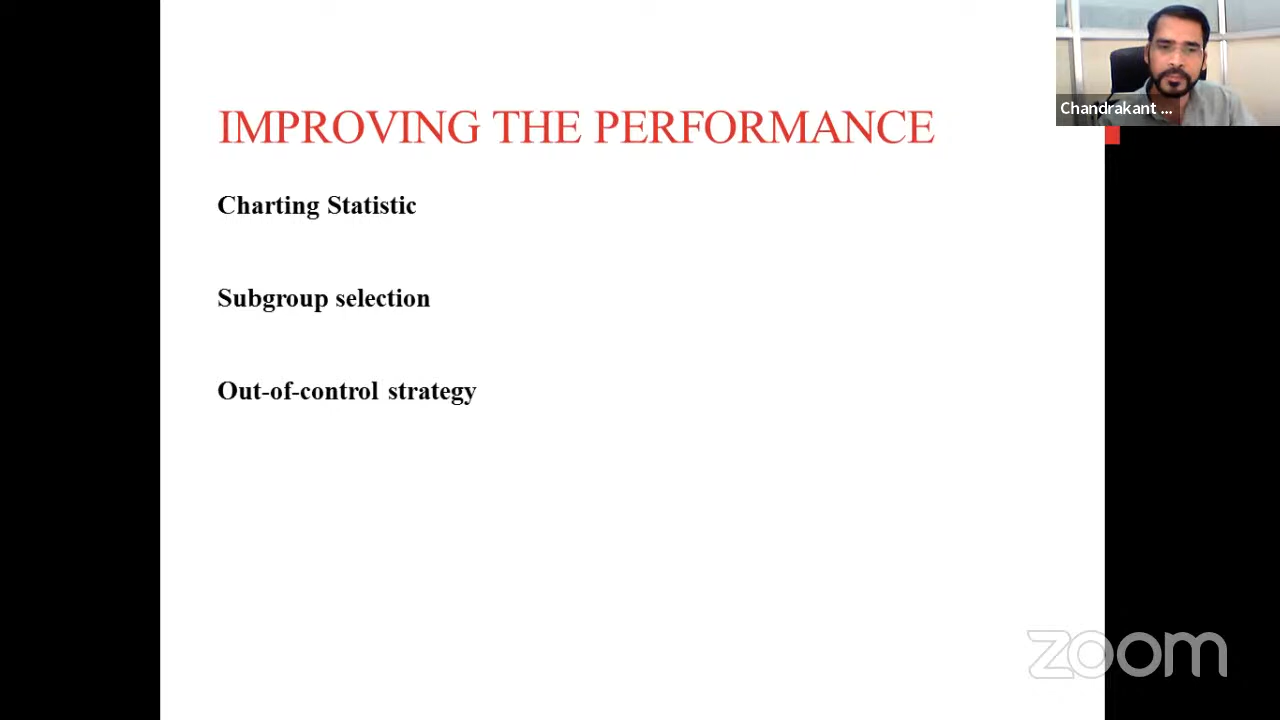 IMPROVING THE PERFORMANCE
Chandrakant ...
Charting Statistic
Subgroup selection
Out-of-control strategy
zoom